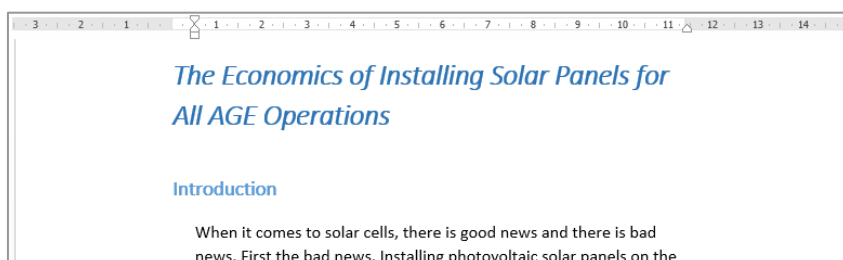 3 2 1 1 2 3 4 5 6 7 8 9 10 11 12 13 14
The Economics of Installing Solar Panels for
All AGE Operations
Introduction
When it comes to solar cells, there is good news and there is bad
news. First the bad news. Installing photovoltaic solar panels on the